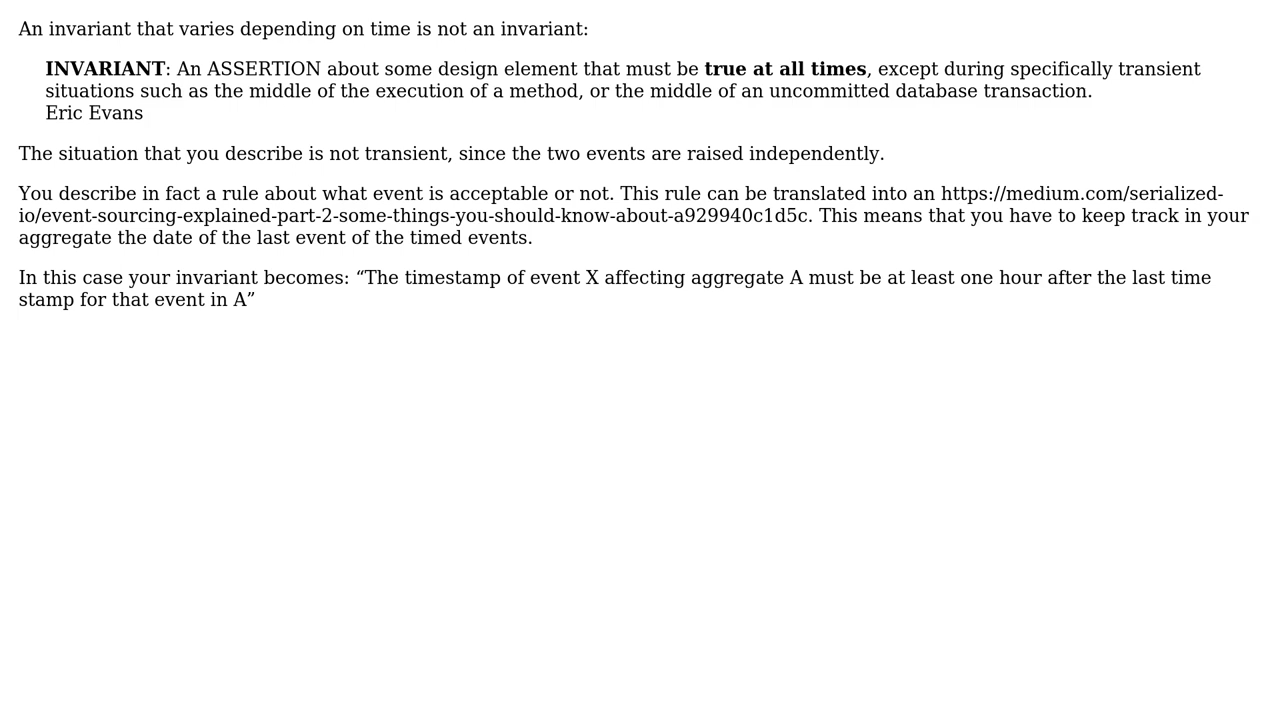 An invariant that varies depending on time is not an invariant:
INVARIANT: An ASSERTION about some design element that must be true at all times, except during specifically transient
situations such as the middle of the execution of a method, or the middle of an uncommitted database transaction.
Eric Evans
The situation that you describe is not transient, since the two events are raised independently.
You describe in fact a rule about what event is acceptable or not. This rule can be translated into an https://medium.com/serialized-
io/event-sourcing-explained-part-2-some-things-you-should-know-about-a929940c1d5c. This means that you have to keep track in your
aggregate the date of the last event of the timed events.
In this case your invariant becomes: “The timestamp of event X affecting aggregate A must be at least one hour after the last time
stamp for that event in A”